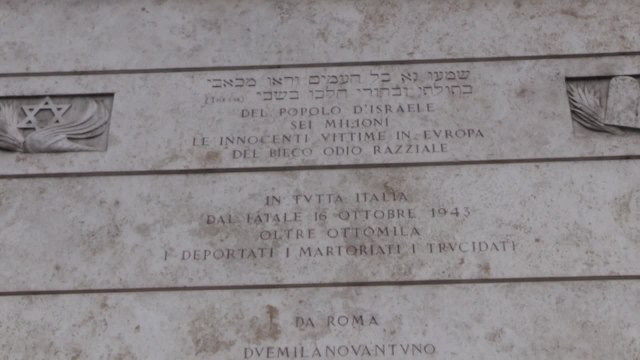 שמעו נא כל העמים וראו מכאבי
בתולתי ובחורי הלכו בשבי
DEL POPOLO D'ISRAELE
SEI MILIONI
LE INNOCENTI VITTIME IN EVROPA
DEL BIECO ODIO RAZZIALE
IN TVTTA ITALIA
DAL FATALE 16 OTTOBRE 1943
OLTRE OTTOMILA
I DEPORTATI I MARTORIATI I TRVCIDATI
DA ROMA
DVEMILANOVANTVNO